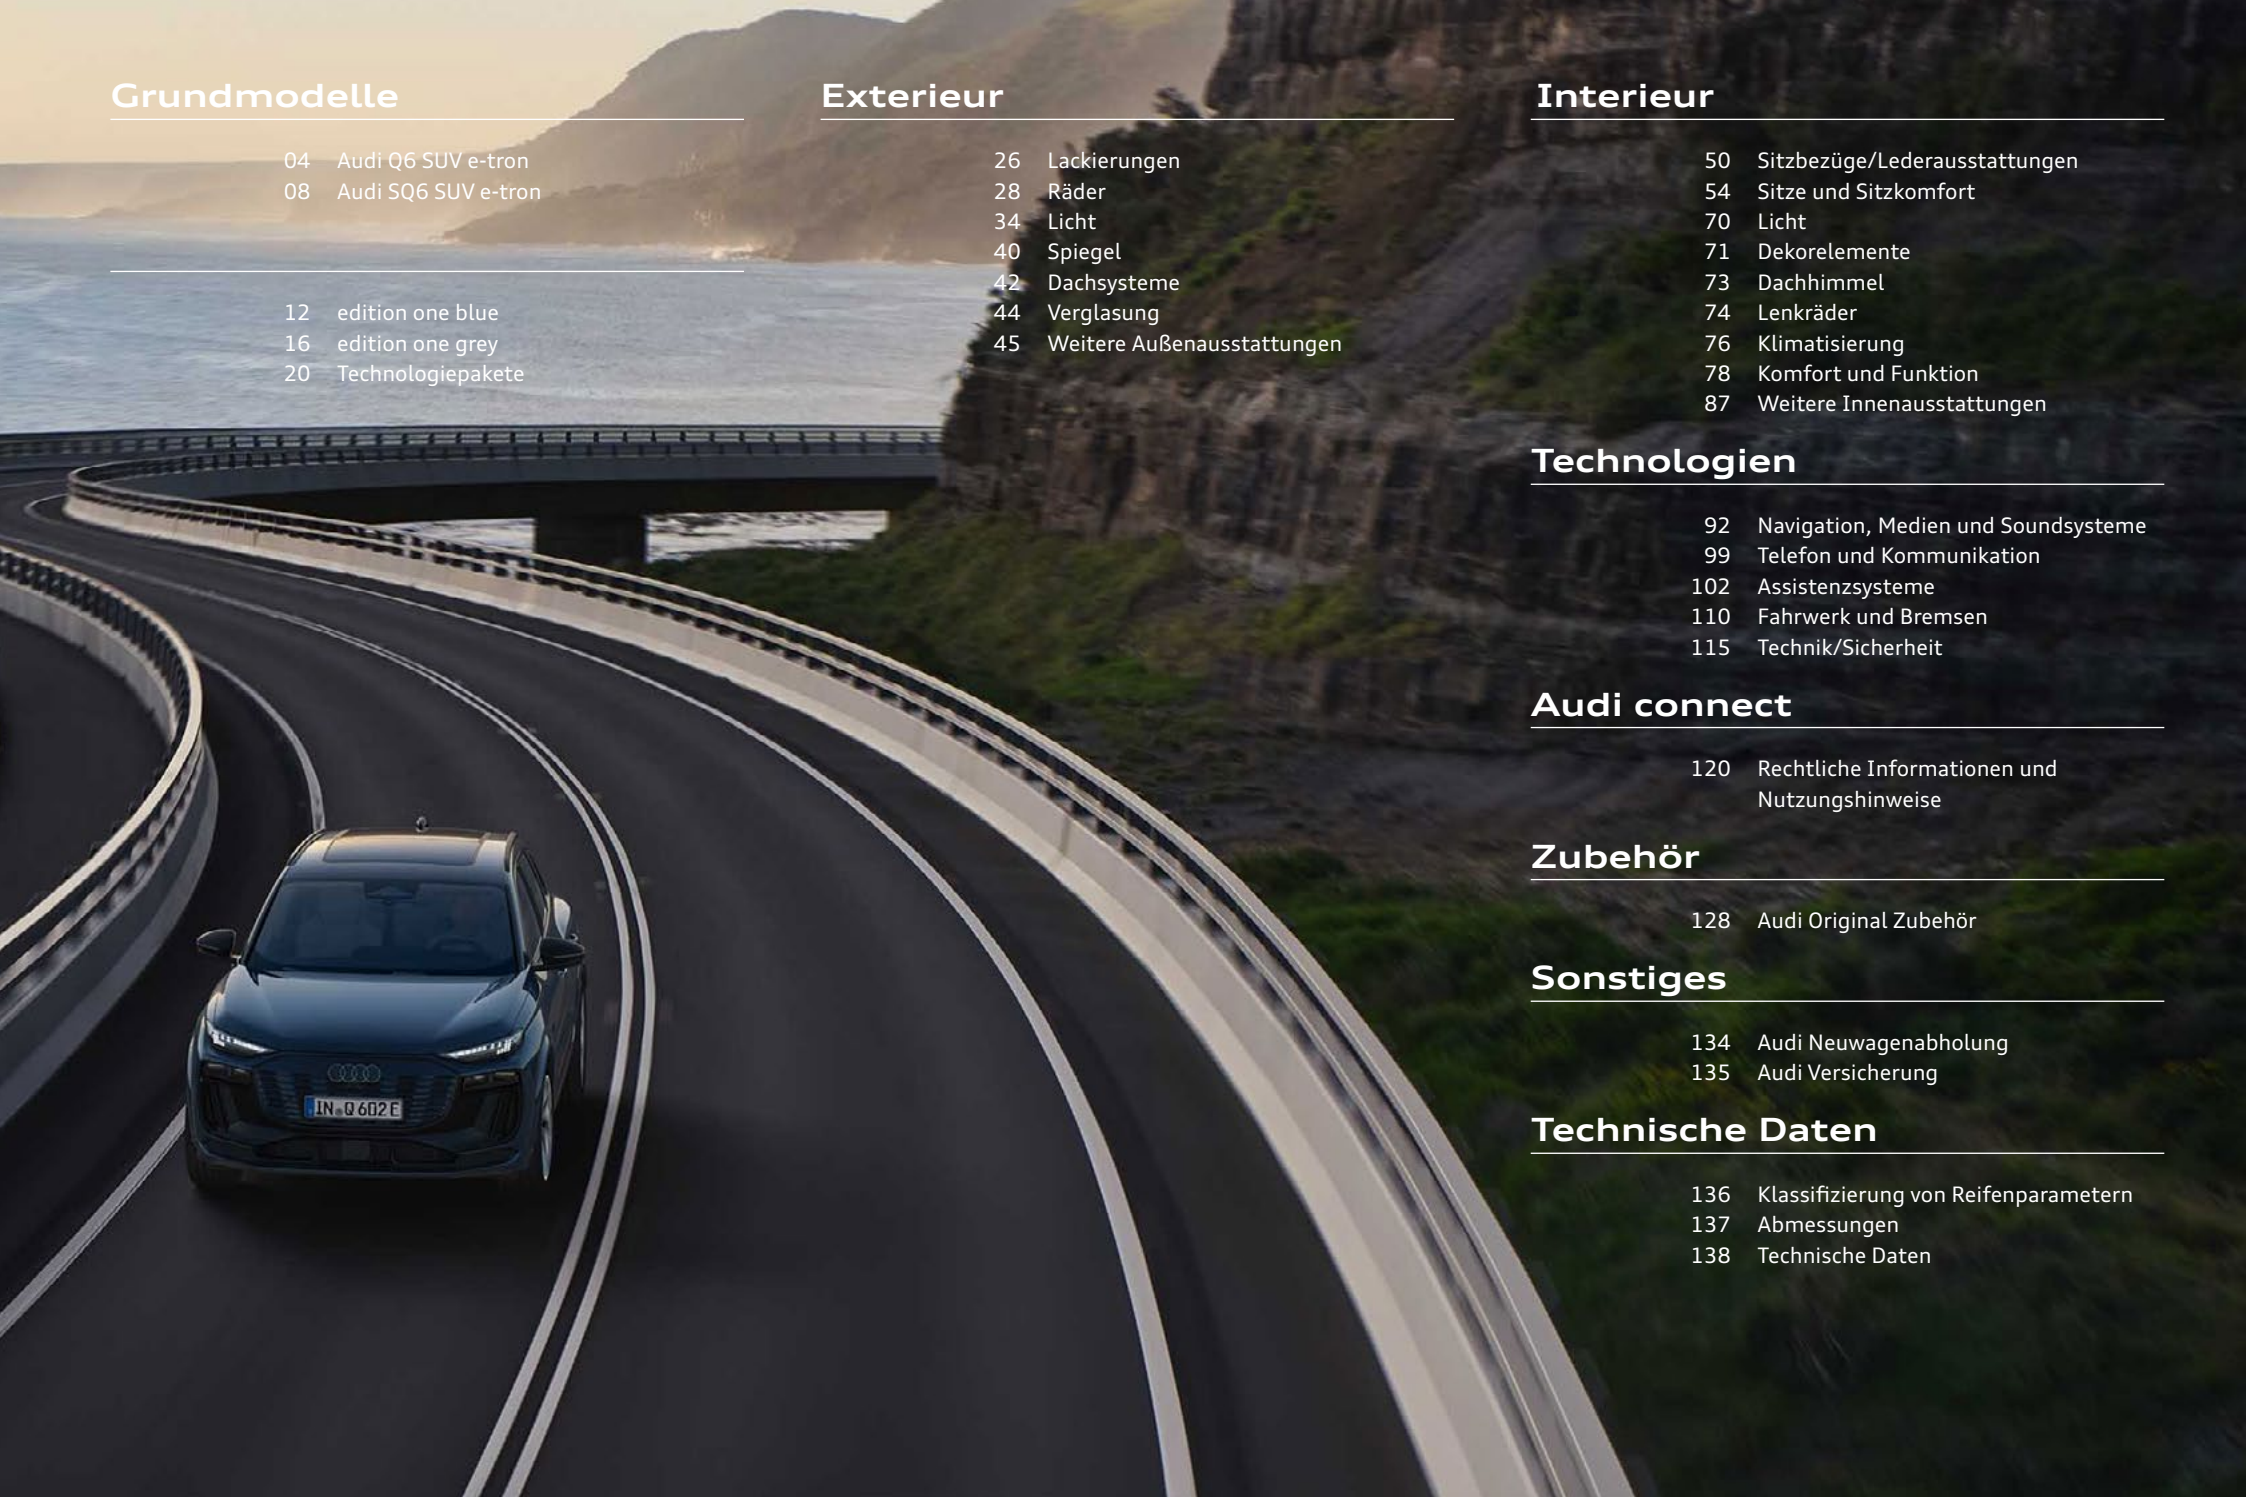 Grundmodelle
04 Audi Q6 SUV e-tron
08 Audi SQ6 SUV e-tron
12 edition one blue
16 edition one grey
20 Technologiepakete
Exterieur
26 Lackierungen
28 Räder
34 Licht
40 Spiegel
42 Dachsysteme
44 Verglasung
45 Weitere Außenausstattungen
Interieur
50 Sitzbezüge/Lederausstattungen
54 Sitze und Sitzkomfort
70 Licht
71 Dekorelemente
73 Dachhimmel
74 Lenkräder
76 Klimatisierung
78 Komfort und Funktion
87 Weitere Innenausstattungen
Technologien
92 Navigation, Medien und Soundsysteme
99 Telefon und Kommunikation
102 Assistenzsysteme
110 Fahrwerk und Bremsen
115 Technik/Sicherheit
Audi connect
120 Rechtliche Informationen und
Nutzungshinweise
Zubehör
128 Audi Original Zubehör
Sonstiges
134 Audi Neuwagenabholung
135 Audi Versicherung
Technische Daten
136 Klassifizierung von Reifenparametern
137 Abmessungen
138 Technische Daten
IN Q 602 E